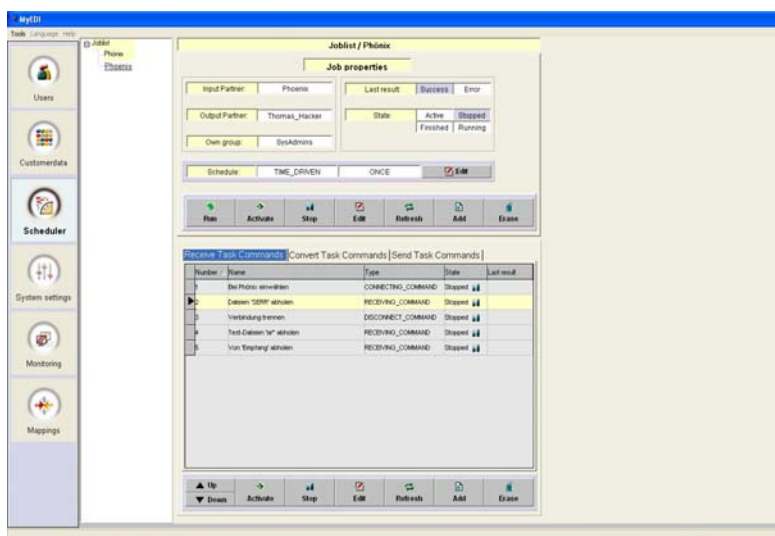 MyEDI
Tools Language Help
Joblist
Phönix
Phoenix
Users
Customerdata
Scheduler
System settings
Monitoring
Mappings
Joblist / Phönix
Job properties
Input Partner: Phoenix
Last result: Success Error
Output Partner: Thomas_Hacker
State: Active Stopped
Finished Running
Own group: SysAdmins
Schedule: TIME_DRIVEN ONCE Edit
Run Activate Stop Edit Refresh Add Erase
Receive Task Commands Convert Task Commands Send Task Commands
Number Name Type State Last result
1 Bei Phönix einwählen CONNECTING_COMMAND Stopped
2 Dateien "SERR" abholen RECEIVING_COMMAND Stopped
3 Verbindung trennen DISCONNECT_COMMAND Stopped
4 Test-Dateien abholen RECEIVING_COMMAND Stopped
5 Von 'Empfang' abholen RECEIVING_COMMAND Stopped
Up
Down Activate Stop Edit Refresh Add Erase